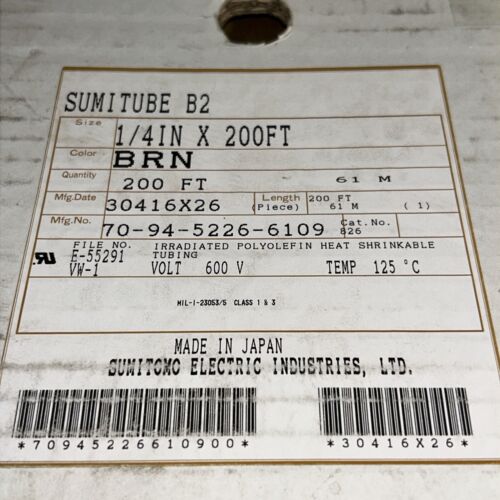 SUMITUBE B2
Size 1/4IN X 200FT
Color BRN
Quantity 200 FT 61 M
Mfg.Date 30416X26 Length (Piece) 200 FT 61 M (1)
Mfg.No. 70-94-5226-6109 Cat.No. 826
FILE NO. IRRADIATED POLYOLEFIN HEAT SHRINKABLE
E-55291 TUBING
VW-1 VOLT 600 V TEMP 125 °C
MIL-I-23053/5 CLASS 1 & 3
MADE IN JAPAN
SUMITOMO ELECTRIC INDUSTRIES, LTD.
*70945226610900* *30416X26*